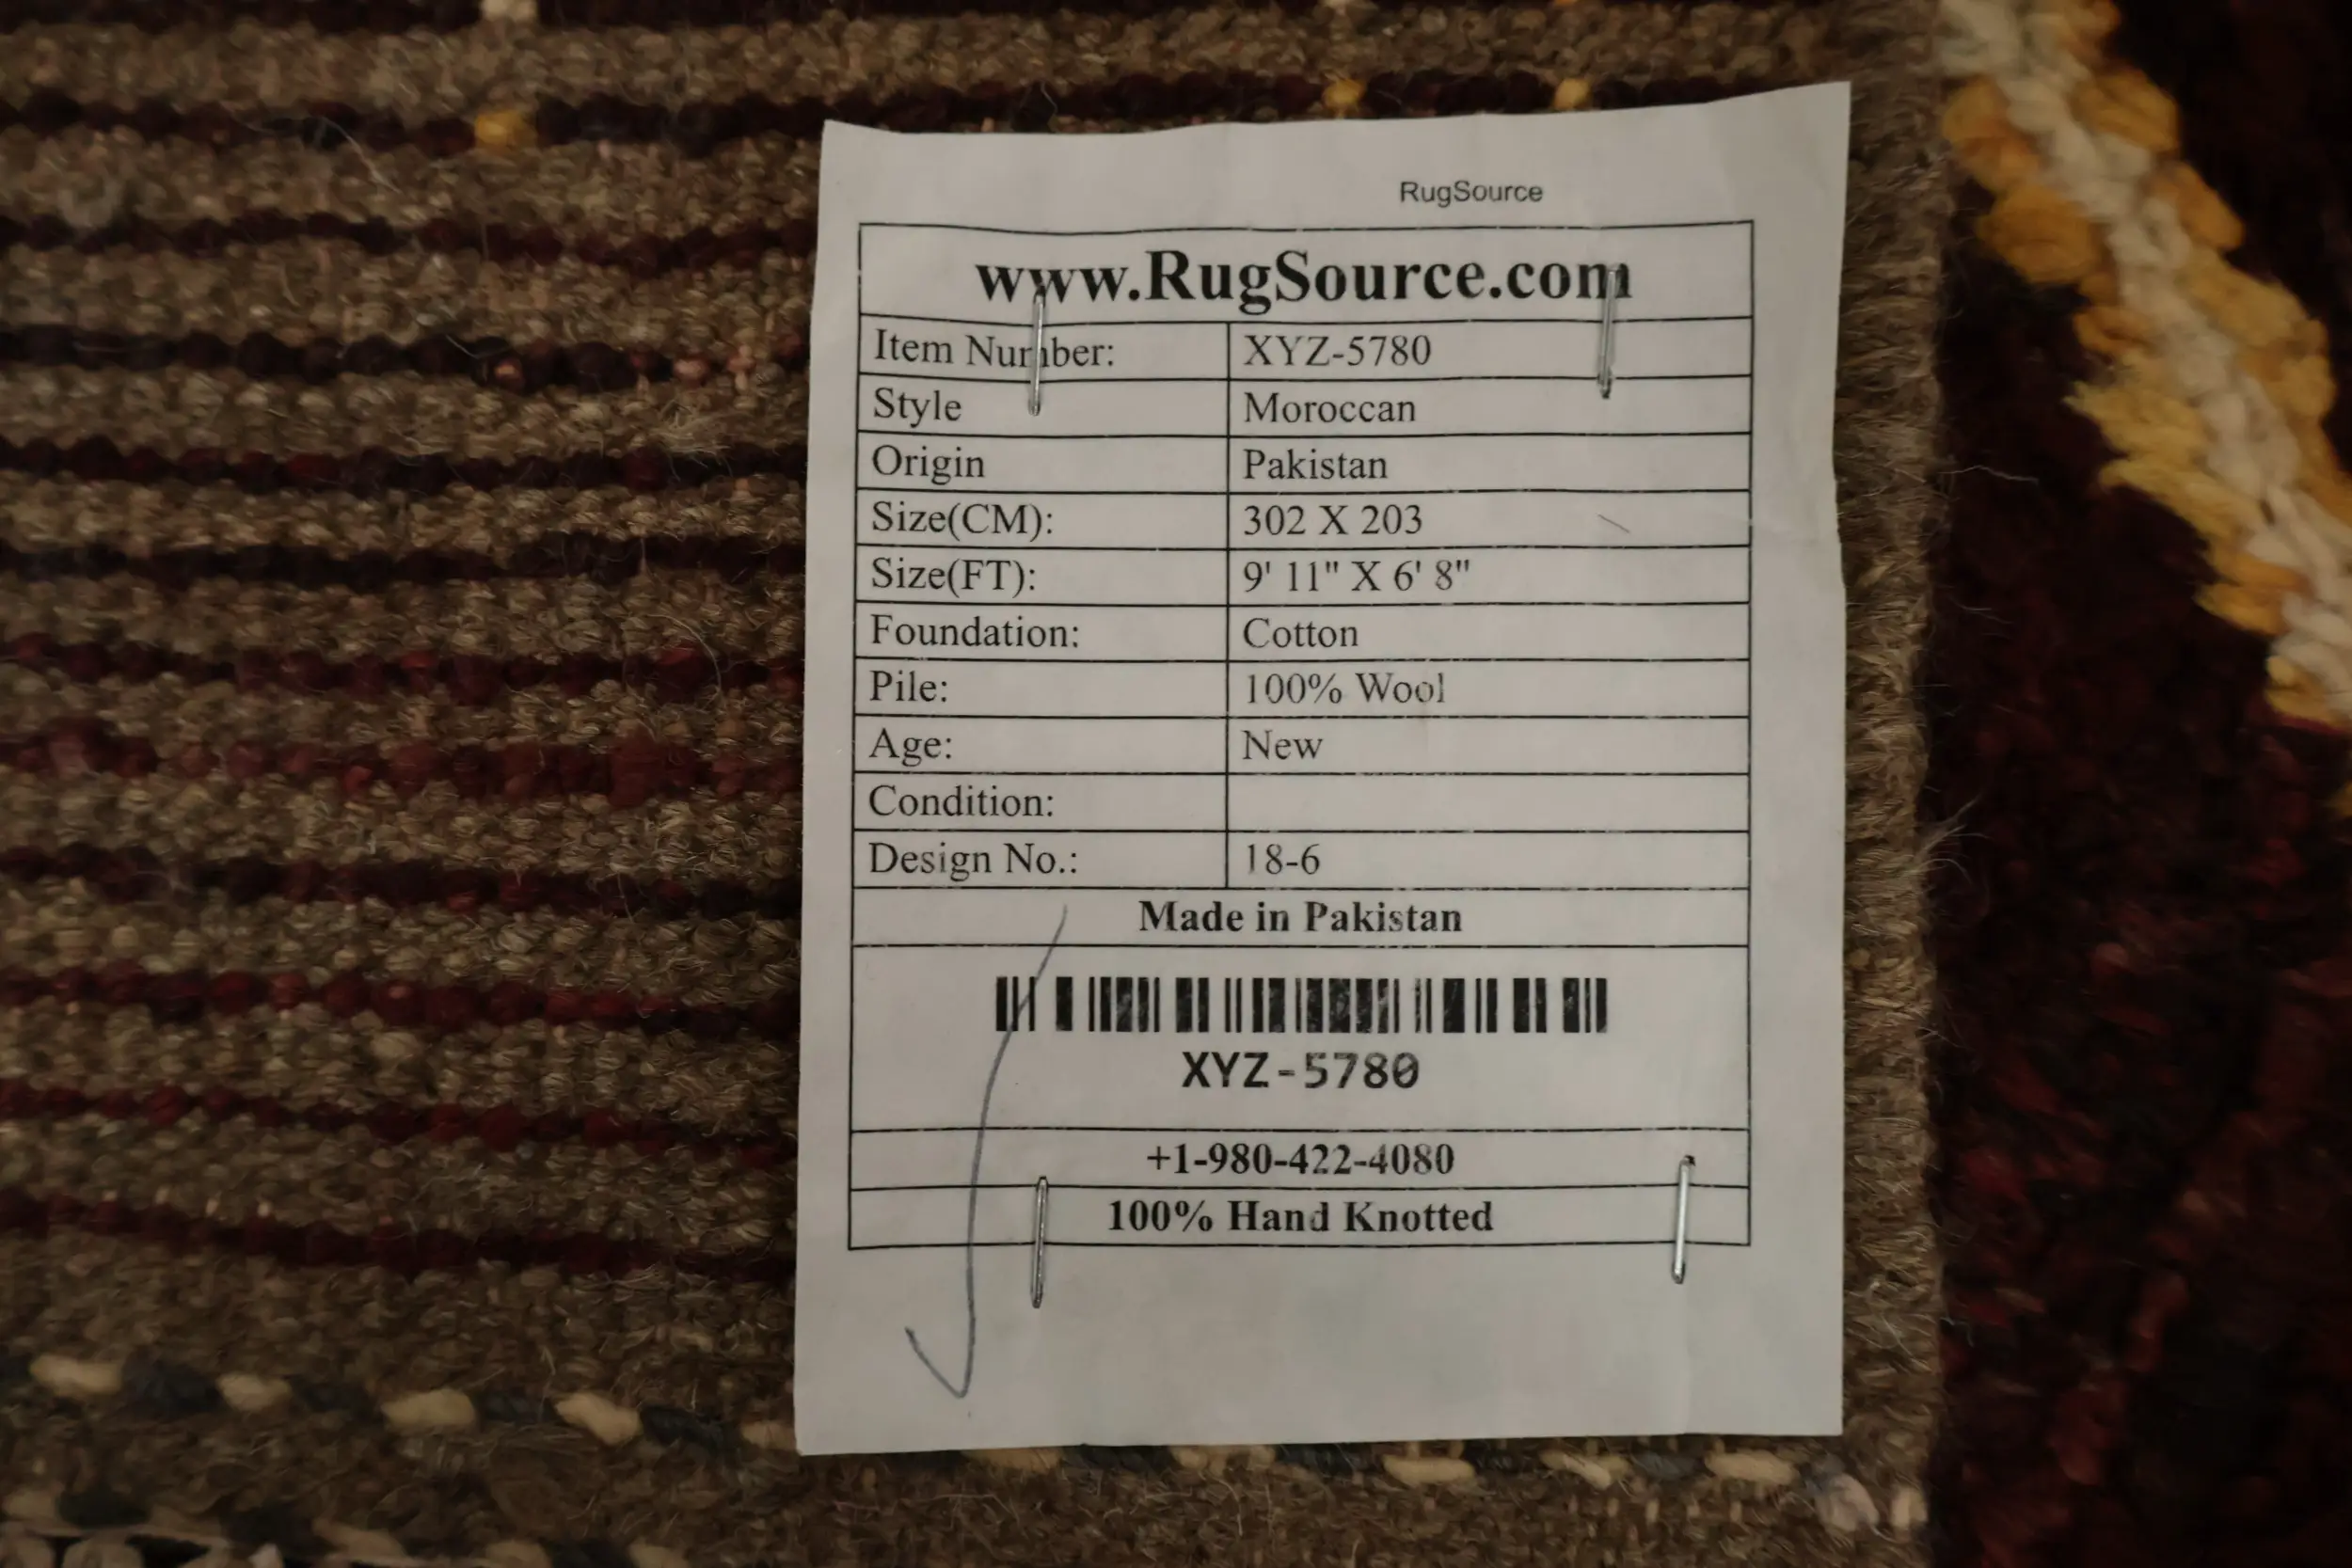 RugSource
www.RugSource.com
Item Number: XYZ-5780
Style Moroccan
Origin Pakistan
Size(CM): 302 X 203
Size(FT): 9' 11" X 6' 8"
Foundation: Cotton
Pile: 100% Wool
Age: New
Condition:
Design No.: 18-6
Made in Pakistan
XYZ-5780
+1-980-422-4080
100% Hand Knotted